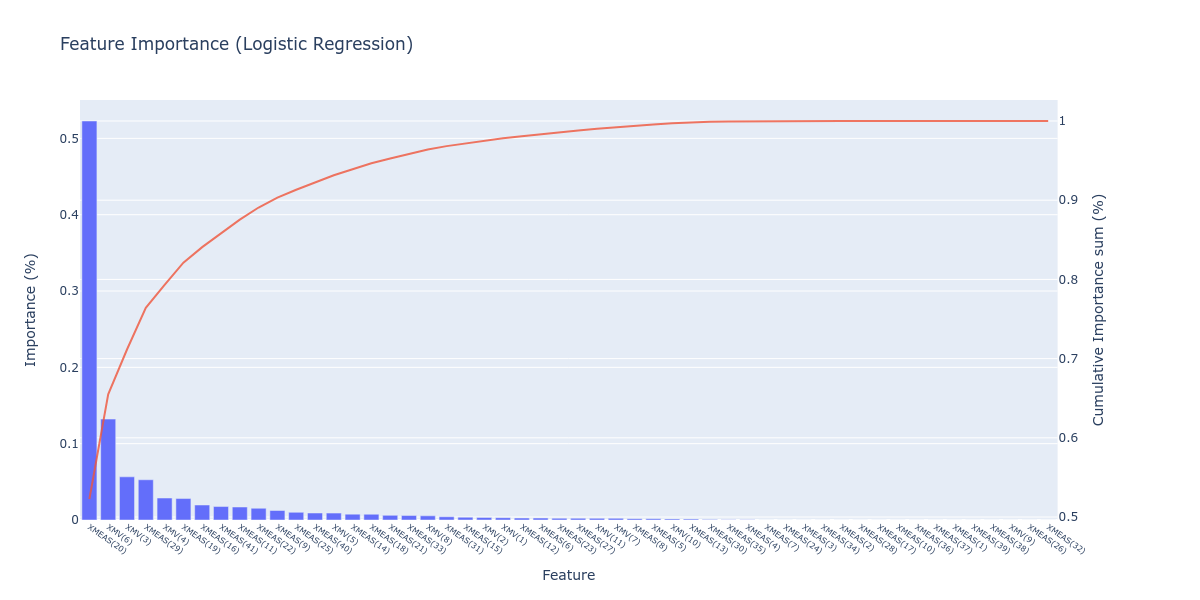 Feature Importance (Logistic Regression)
0.5
0.4
0.3
0.2
0.1
0
Importance (%)
1
0.9
0.8
0.7
0.6
0.5
Cumulative Importance sum (%)
XMEAS(20)
XMV(6)
XMV(3)
XMEAS(29)
XMV(4)
XMEAS(19)
XMEAS(16)
XMEAS(41)
XMEAS(11)
XMEAS(22)
XMEAS(9)
XMEAS(25)
XMEAS(40)
XMV(5)
XMEAS(14)
XMEAS(18)
XMEAS(21)
XMEAS(33)
XMV(8)
XMEAS(31)
XMEAS(15)
XMV(2)
XMV(1)
XMEAS(12)
XMEAS(6)
XMEAS(23)
XMEAS(27)
XMV(11)
XMV(7)
XMEAS(8)
XMEAS(5)
XMV(10)
XMEAS(13)
XMEAS(30)
XMEAS(35)
XMEAS(4)
XMEAS(7)
XMEAS(24)
XMEAS(3)
XMEAS(34)
XMEAS(2)
XMEAS(28)
XMEAS(17)
XMEAS(10)
XMEAS(36)
XMEAS(37)
XMEAS(1)
XMEAS(39)
XMEAS(38)
XMV(9)
XMEAS(26)
XMEAS(32)
Feature